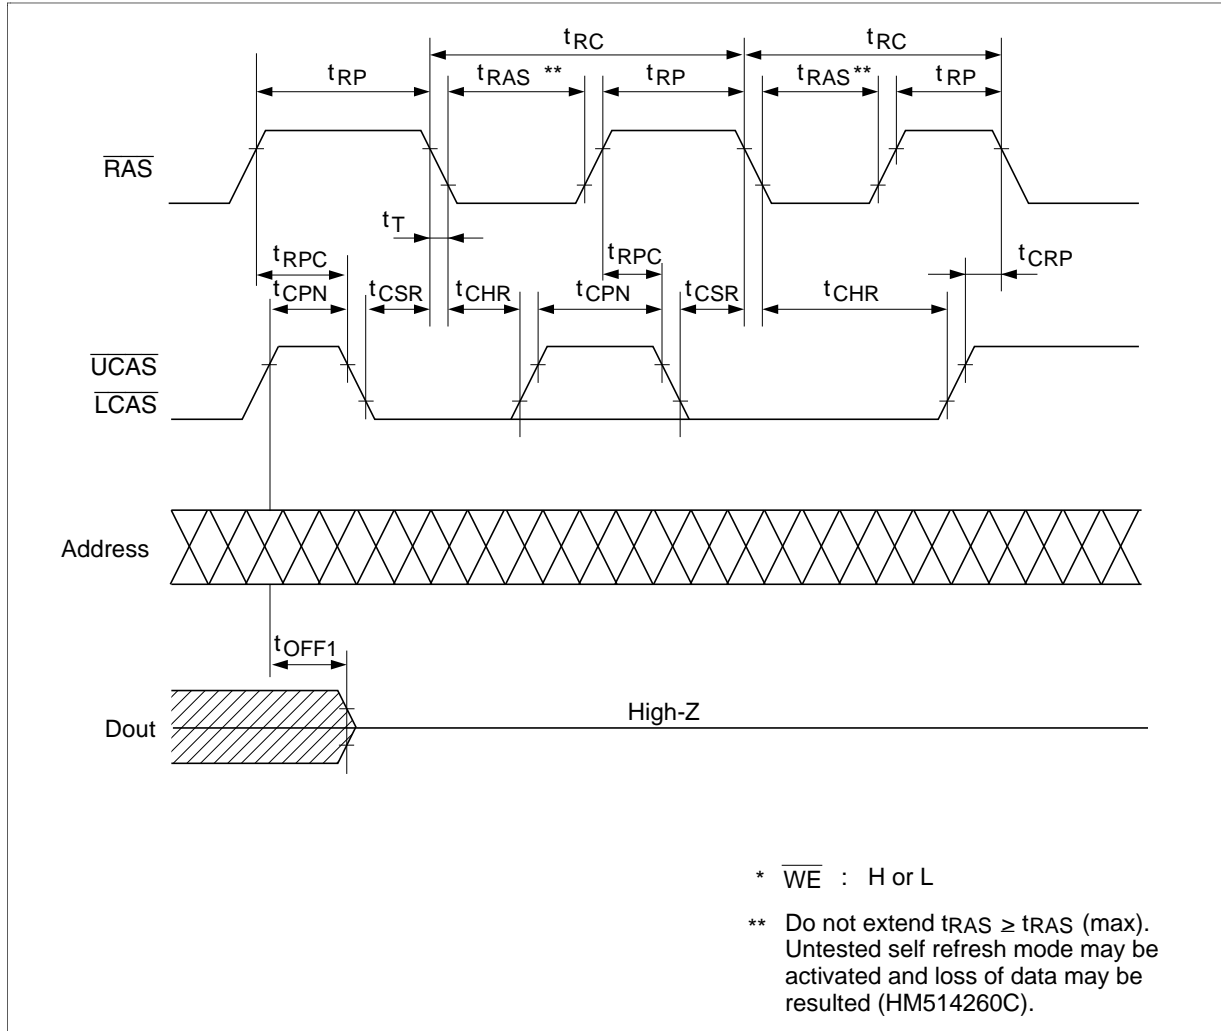 tRC tRC
tRP tRAS ** tRP tRAS** tRP
RAS
tT
tRPC tRPC tCRP
tCPN tCSR tCHR tCPN tCSR tCHR
UCAS
LCAS
Address
tOFF1
High-Z
Dout
* WE : H or L
** Do not extend tRAS ≥ tRAS (max).
Untested self refresh mode may be
activated and loss of data may be
resulted (HM514260C).